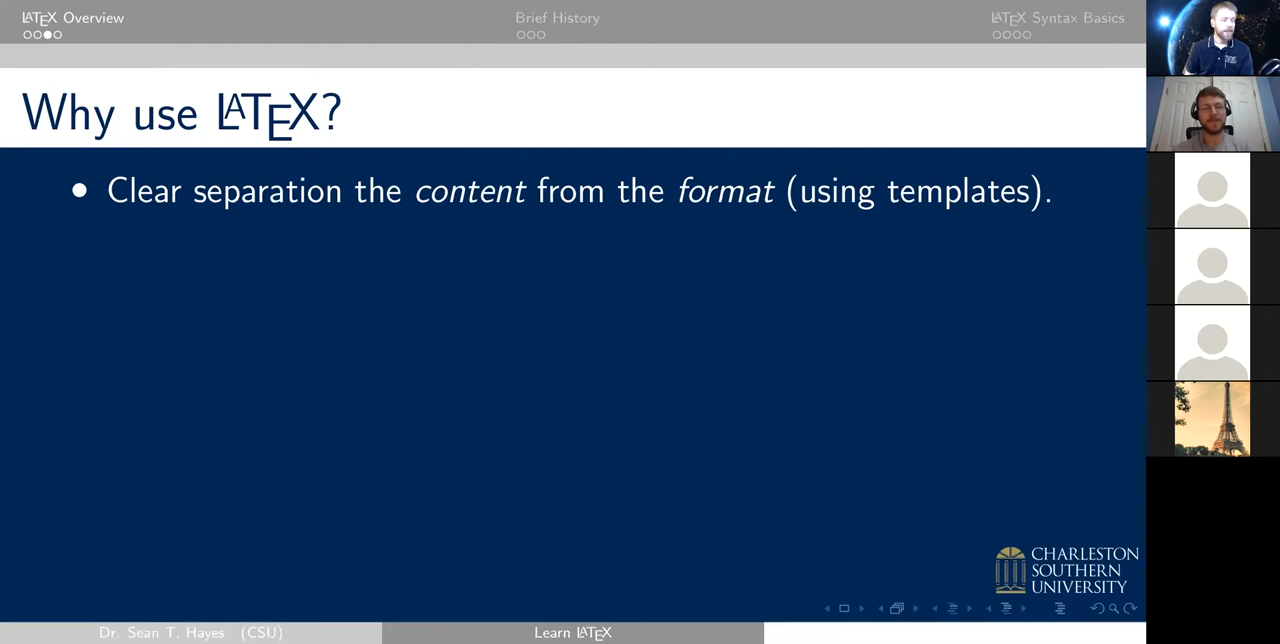 LATEX Overview
Brief History
LATEX Syntax Basics
Why use LATEX?
• Clear separation the content from the format (using templates).
CHARLESTON
SOUTHERN
UNIVERSITY
Dr. Sean T. Hayes (CSU)
Learn LATEX